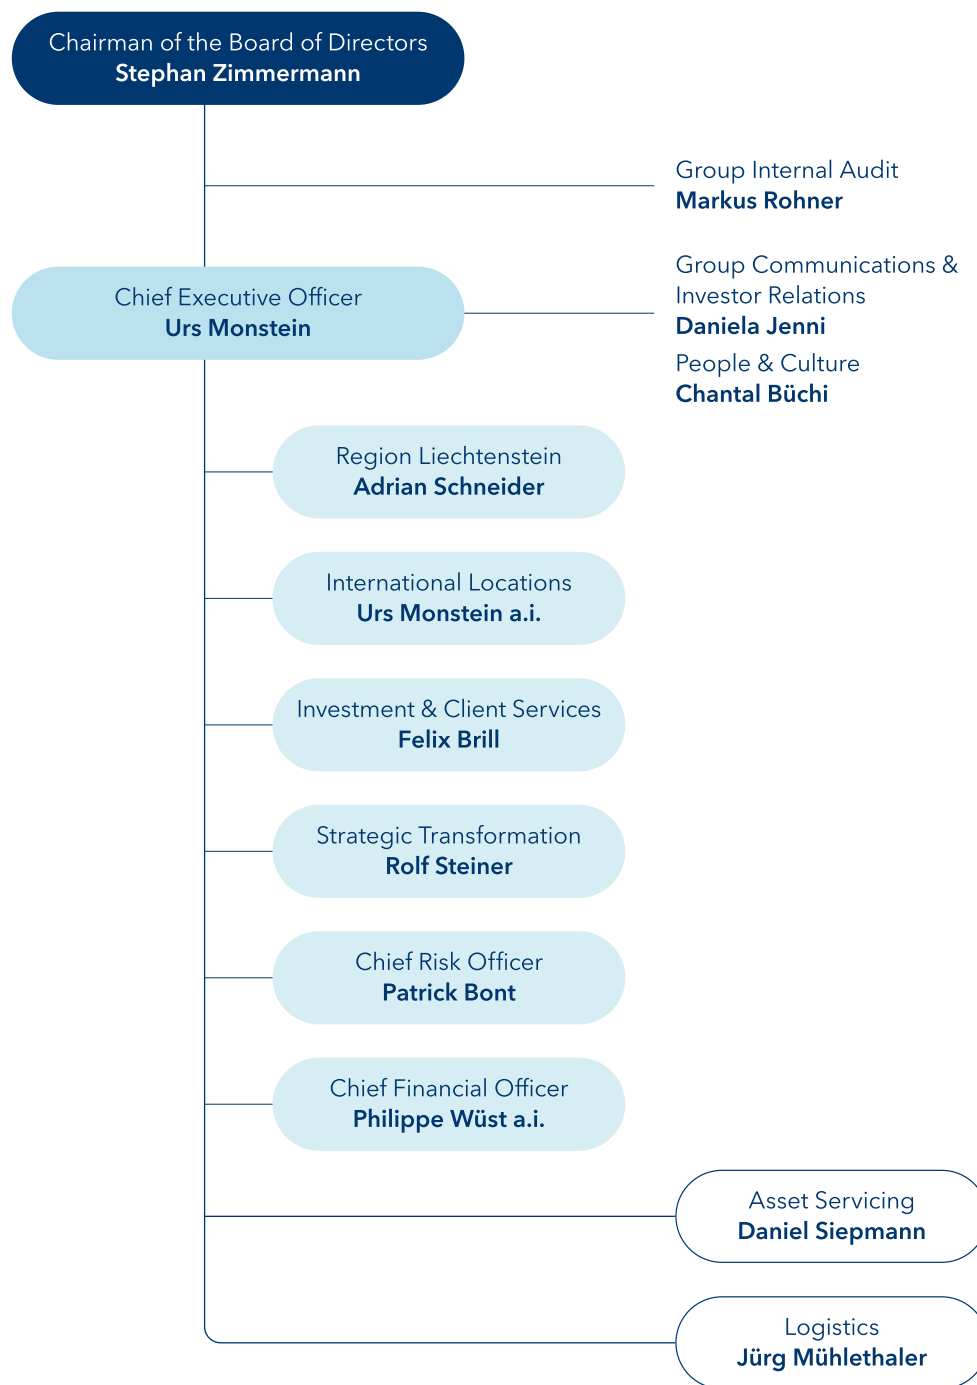 Chairman of the Board of Directors
Stephan Zimmermann
Group Internal Audit
Markus Rohner
Group Communications &
Investor Relations
Daniela Jenni
People & Culture
Chantal Büchi
Chief Executive Officer
Urs Monstein
Region Liechtenstein
Adrian Schneider
International Locations
Urs Monstein a.i.
Investment & Client Services
Felix Brill
Strategic Transformation
Rolf Steiner
Chief Risk Officer
Patrick Bont
Chief Financial Officer
Philippe Wüst a.i.
Asset Servicing
Daniel Siepmann
Logistics
Jürg Mühlethaler